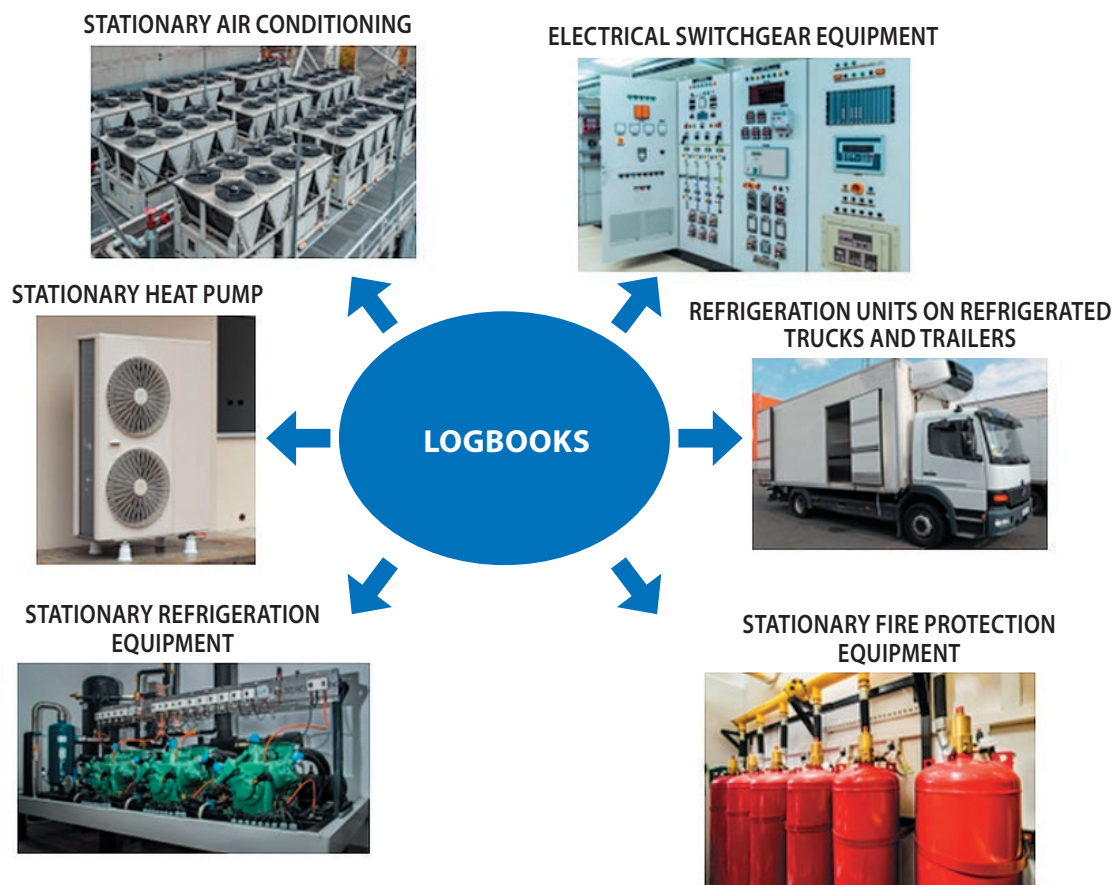 STATIONARY AIR CONDITIONING
ELECTRICAL SWITCHGEAR EQUIPMENT
STATIONARY HEAT PUMP
REFRIGERATION UNITS ON REFRIGERATED
TRUCKS AND TRAILERS
LOGBOOKS
STATIONARY REFRIGERATION
EQUIPMENT
STATIONARY FIRE PROTECTION
EQUIPMENT